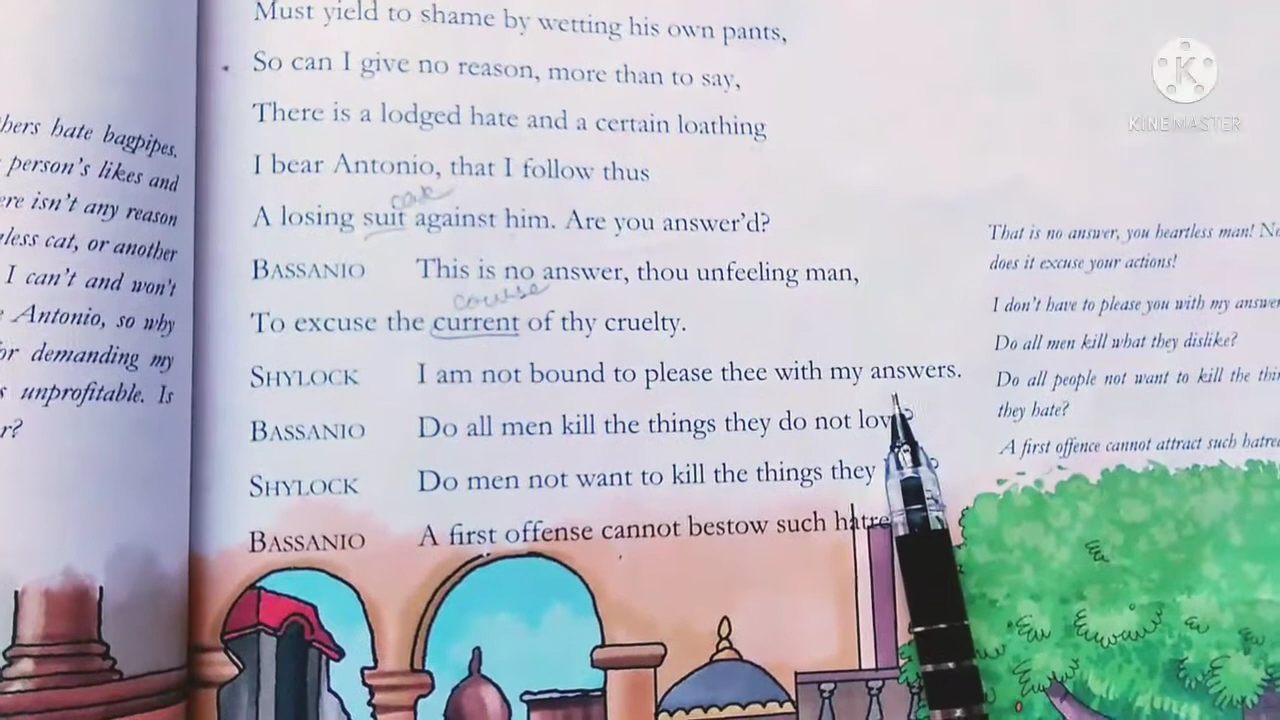 Must yield to shame by wetting his own pants,
So can I give no reason, more than to say,
There is a lodged hate and a certain loathing
I bear Antonio, that I follow thus
case
A losing suit against him. Are you answer'd?
BASSANIO This is no answer, thou unfeeling man,
course
To excuse the current of thy cruelty.
SHYLOCK I am not bound to please thee with my answers.
BASSANIO Do all men kill the things they do not love?
SHYLOCK Do men not want to kill the things they
BASSANIO A first offense cannot bestow such hatre
hers hate bagpipes.
person's likes and
ere isn't any reason
less cat, or another
I can't and won't
Antonio, so why
or demanding my
s unprofitable. Is
r?
That is no answer, you heartless man! No
does it excuse your actions!
I don't have to please you with my answer
Do all men kill what they dislike?
Do all people not want to kill the thin
they hate?
A first offence cannot attract such hatre
K
KINEMASTER